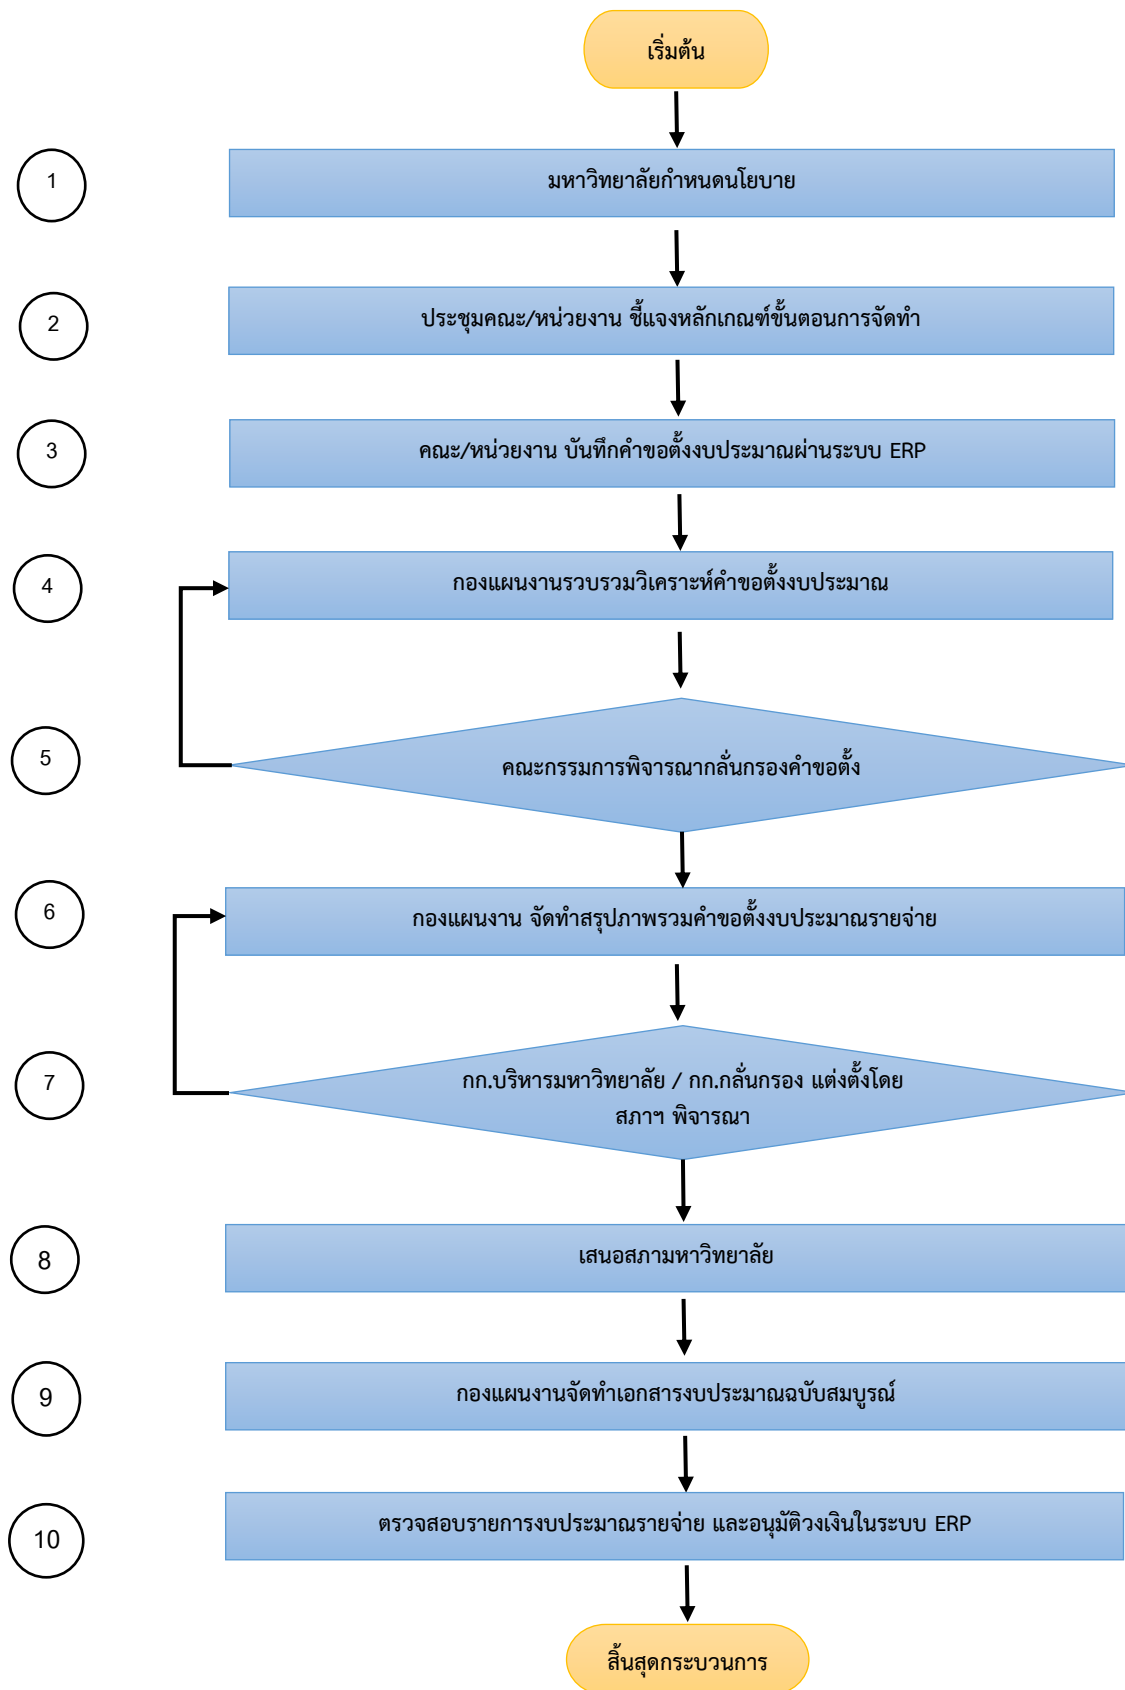 เริ่มต้น
1
มหาวิทยาลัยกำหนดนโยบาย
2
ประชุมคณะ/หน่วยงาน ชี้แจงหลักเกณฑ์ขั้นตอนการจัดทำ
3
คณะ/หน่วยงาน บันทึกคำขอตั้งงบประมาณผ่านระบบ ERP
4
กองแผนงานรวบรวมวิเคราะห์คำขอตั้งงบประมาณ
5
คณะกรรมการพิจารณากลั่นกรองคำขอตั้ง
6
กองแผนงาน จัดทำสรุปภาพรวมคำขอตั้งงบประมาณรายจ่าย
7
กก.บริหารมหาวิทยาลัย / กก.กลั่นกรอง แต่งตั้งโดย
สภาฯ พิจารณา
8
เสนอสภามหาวิทยาลัย
9
กองแผนงานจัดทำเอกสารงบประมาณฉบับสมบูรณ์
10
ตรวจสอบรายการงบประมาณรายจ่าย และอนุมัติวงเงินในระบบ ERP
สิ้นสุดกระบวนการ